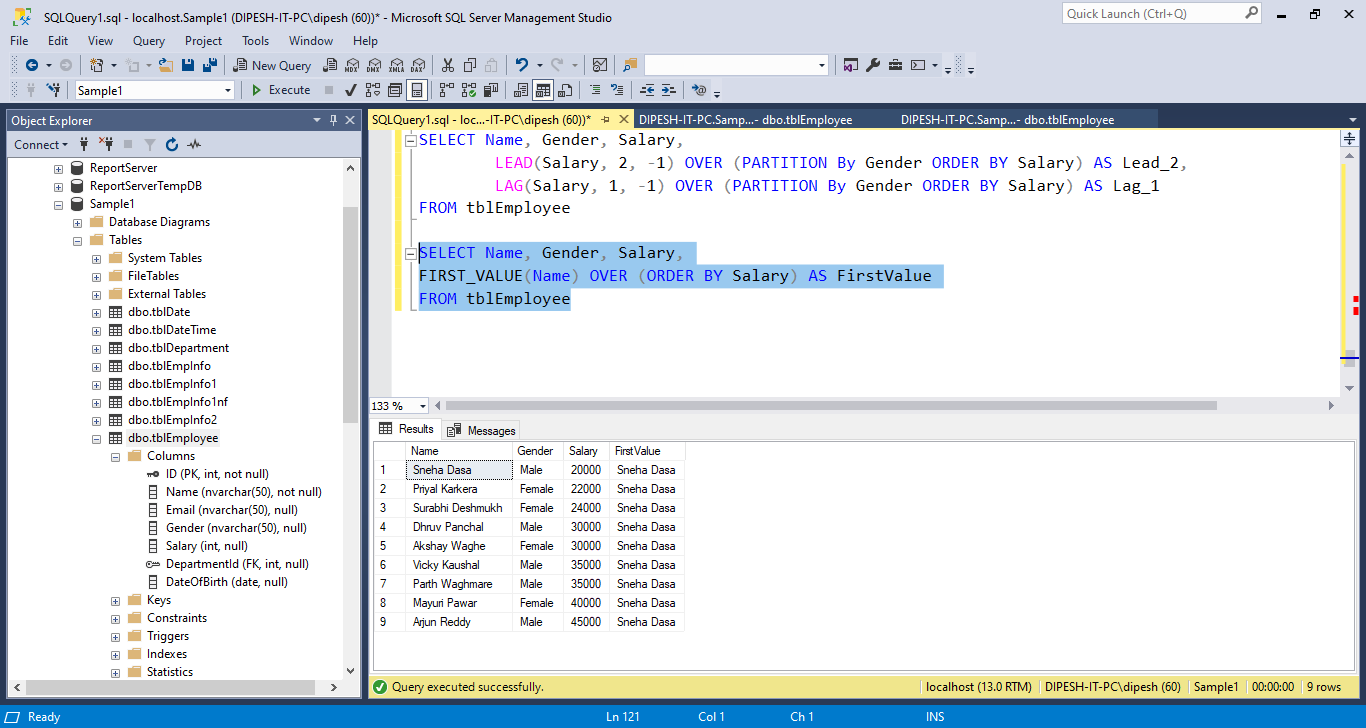 SQLQuery1.sql - localhost.Sample1 (DIPESH-IT-PC\dipesh (60))* - Microsoft SQL Server Management Studio
Quick Launch (Ctrl+Q)
File Edit View Query Project Tools Window Help
New Query MDX DMX XMLA DAX
Sample1 Execute
Object Explorer
Connect
ReportServer
ReportServerTempDB
Sample1
Database Diagrams
Tables
System Tables
FileTables
External Tables
dbo.tblDate
dbo.tblDateTime
dbo.tblDepartment
dbo.tblEmpInfo
dbo.tblEmpInfo1
dbo.tblEmpInfo1nf
dbo.tblEmpInfo2
dbo.tblEmployee
Columns
ID (PK, int, not null)
Name (nvarchar(50), not null)
Email (nvarchar(50), null)
Gender (nvarchar(50), null)
Salary (int, null)
DepartmentId (FK, int, null)
DateOfBirth (date, null)
Keys
Constraints
Triggers
Indexes
Statistics
SQLQuery1.sql - loc...-IT-PC\dipesh (60))* DIPESH-IT-PC.Samp...- dbo.tblEmployee DIPESH-IT-PC.Samp...- dbo.tblEmployee
SELECT Name, Gender, Salary,
LEAD(Salary, 2, -1) OVER (PARTITION By Gender ORDER BY Salary) AS Lead_2,
LAG(Salary, 1, -1) OVER (PARTITION By Gender ORDER BY Salary) AS Lag_1
FROM tblEmployee
SELECT Name, Gender, Salary,
FIRST_VALUE(Name) OVER (ORDER BY Salary) AS FirstValue
FROM tblEmployee
133 %
Results Messages
Name Gender Salary FirstValue
1 Sneha Dasa Male 20000 Sneha Dasa
2 Priyal Karkera Female 22000 Sneha Dasa
3 Surabhi Deshmukh Female 24000 Sneha Dasa
4 Dhruv Panchal Male 30000 Sneha Dasa
5 Akshay Waghe Female 30000 Sneha Dasa
6 Vicky Kaushal Male 35000 Sneha Dasa
7 Parth Waghmare Male 35000 Sneha Dasa
8 Mayuri Pawar Female 40000 Sneha Dasa
9 Arjun Reddy Male 45000 Sneha Dasa
Query executed successfully. localhost (13.0 RTM) DIPESH-IT-PC\dipesh (60) Sample1 00:00:00 9 rows
Ready Ln 121 Col 1 Ch 1 INS